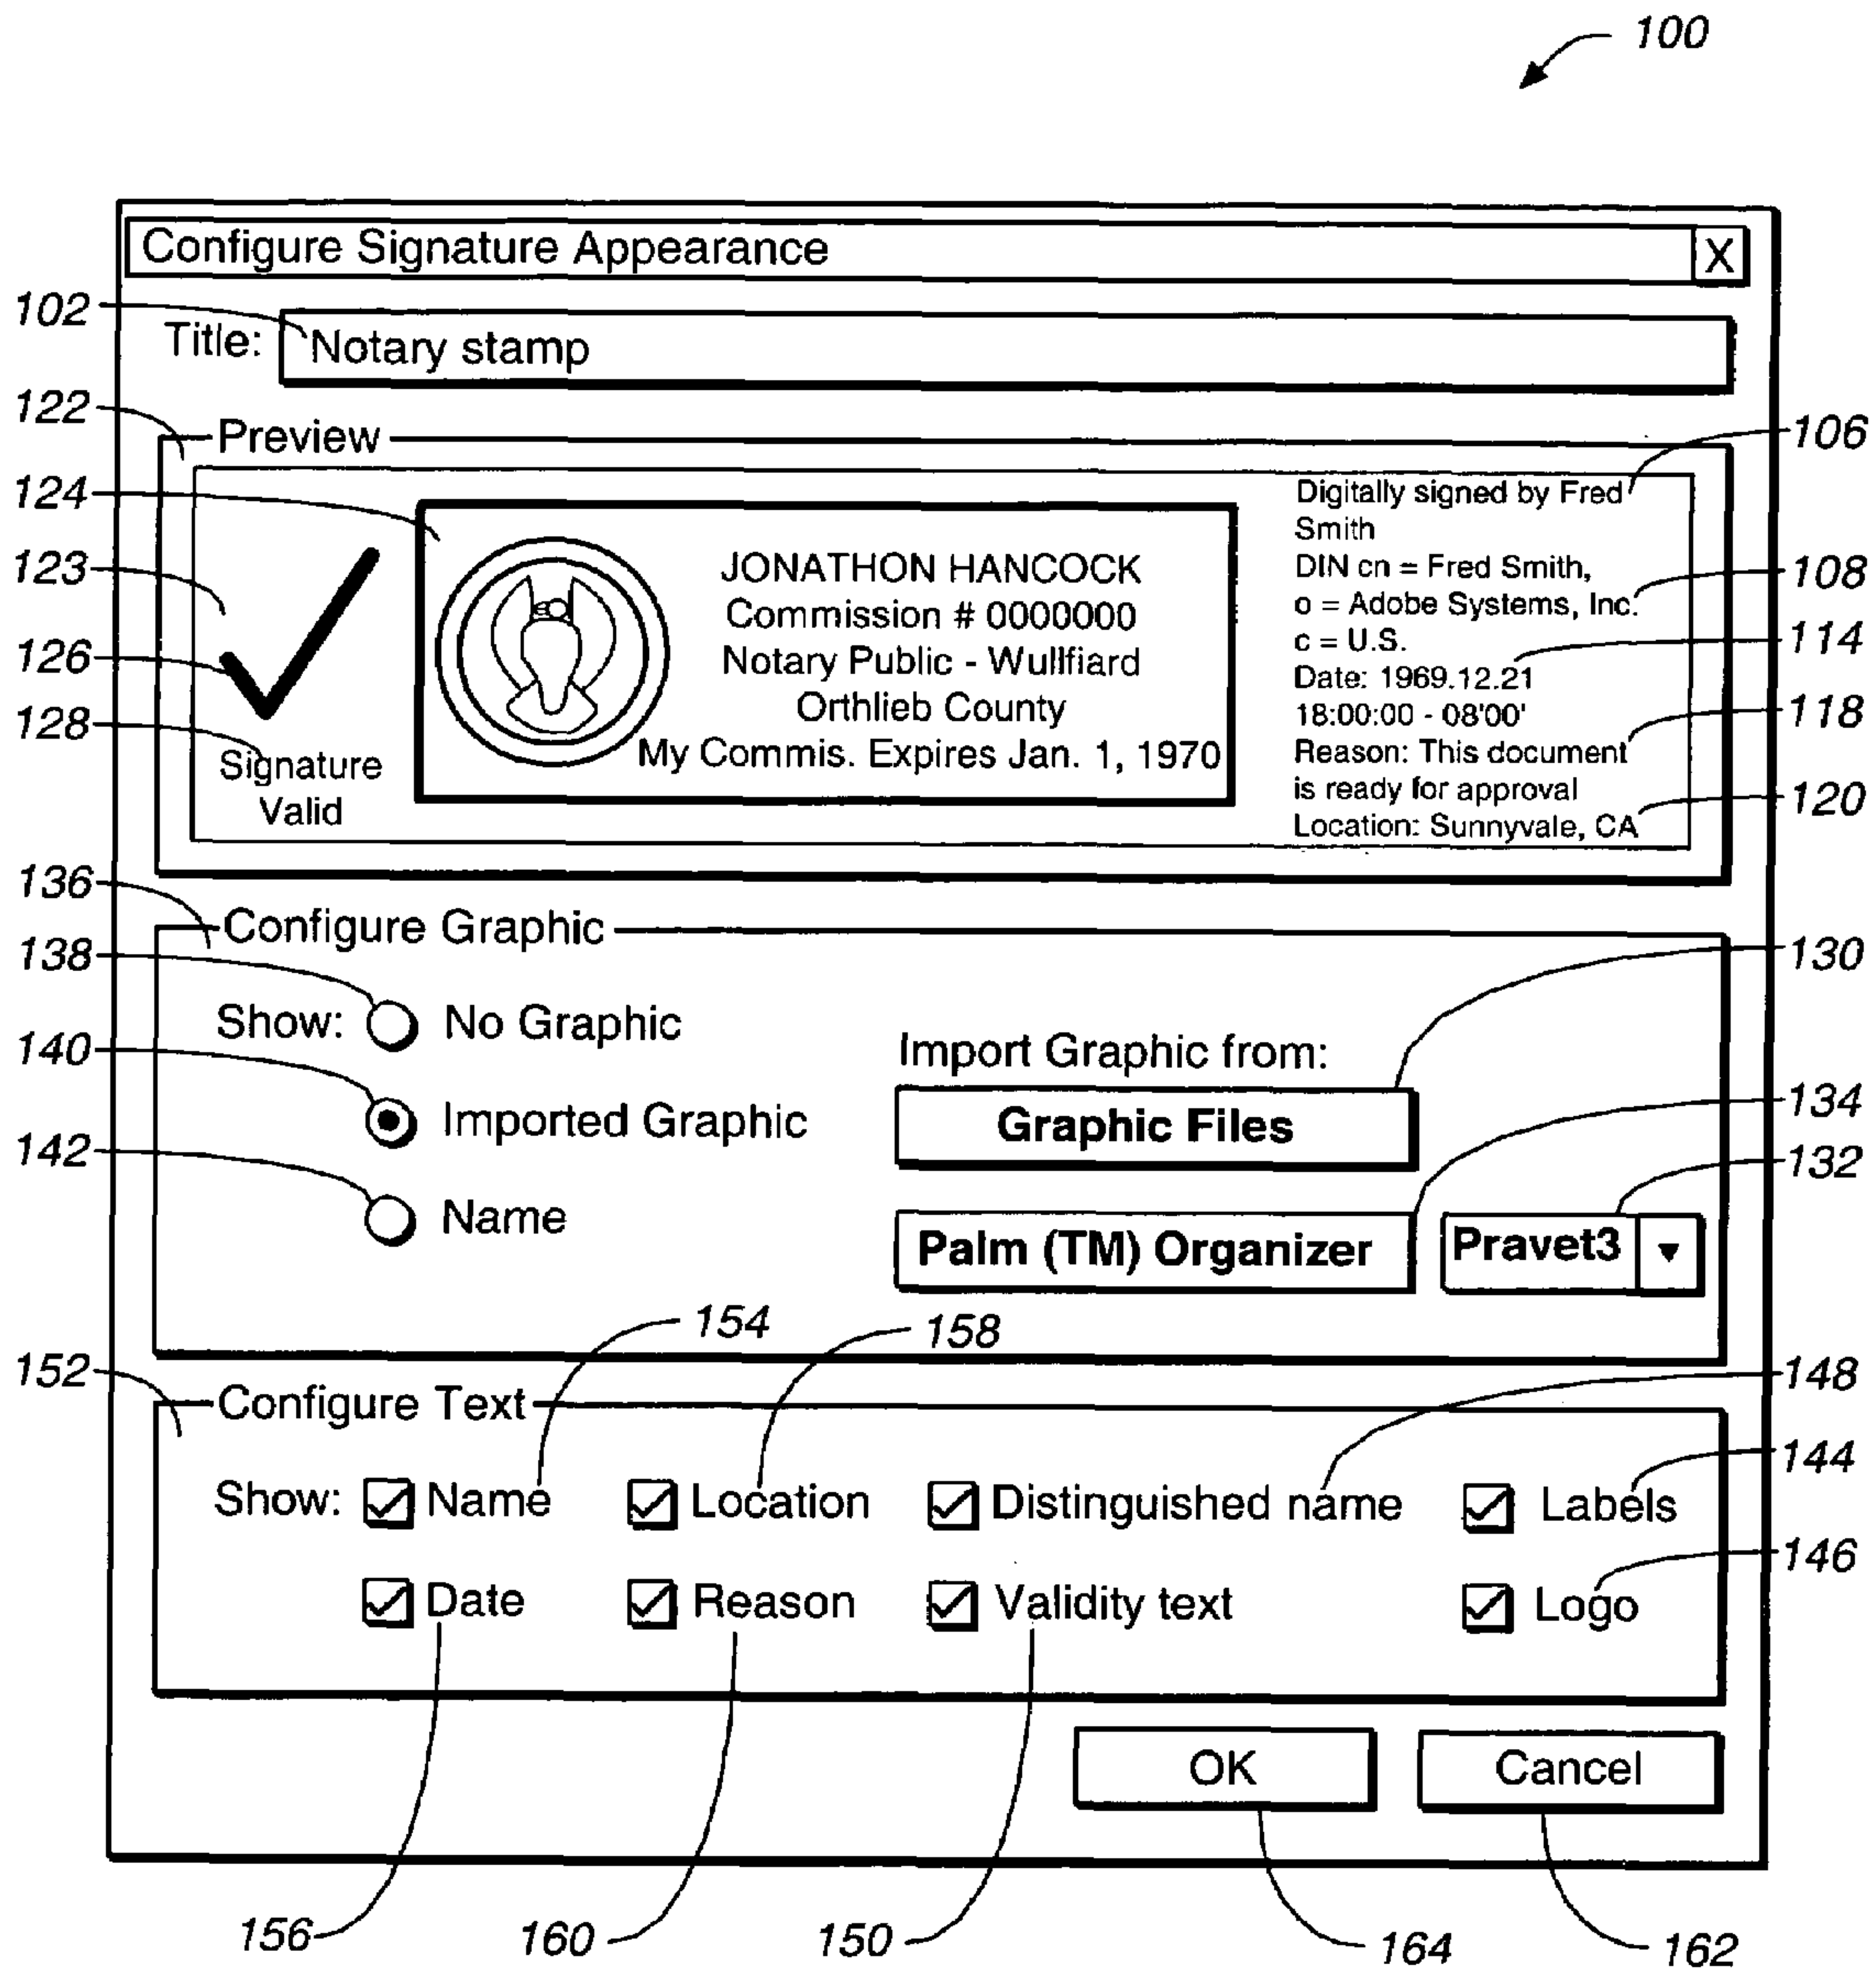 100
Configure Signature Appearance X
102
Title: Notary stamp
122
Preview
106
124
Digitally signed by Fred
Smith
123
JONATHON HANCOCK
DIN cn = Fred Smith,
108
Commission # 0000000
o = Adobe Systems, Inc.
126
Notary Public - Wullfiard
c = U.S.
114
Orthlieb County
Date: 1969.12.21
128
18:00:00 - 08'00'
118
Signature
Valid
My Commis. Expires Jan. 1, 1970
Reason: This document
is ready for approval
120
Location: Sunnyvale, CA
136
Configure Graphic
138
130
Show: No Graphic
140
Import Graphic from:
Imported Graphic
Graphic Files
134
142
132
Name
Palm (TM) Organizer
Pravet3
154
158
152
148
Configure Text
144
Show: Name Location Distinguished name Labels
146
Date Reason Validity text Logo
OK Cancel
156 160 150 164 162